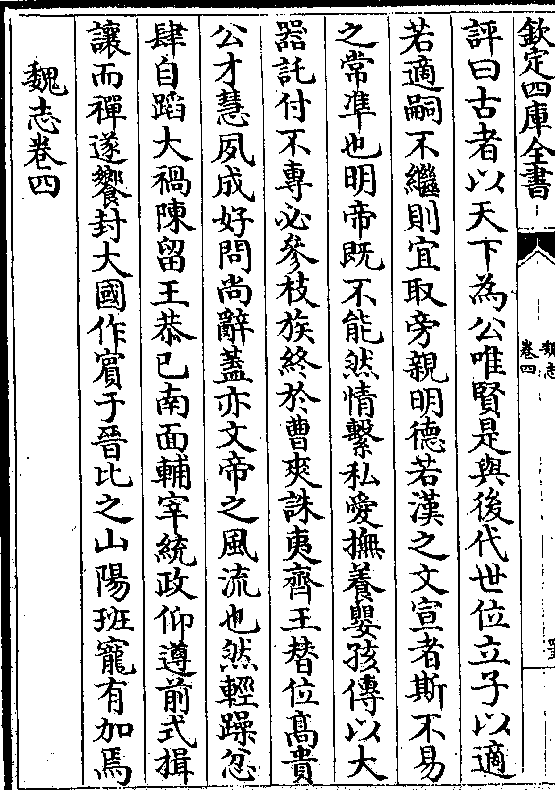 欽定四庫全書
魏志
卷四
評曰古者以天下為公唯賢是與後代世位立子以適
若適嗣不繼則宜取旁親明德若漢之文宣者斯不易
之常準也明帝既不能然情繫私愛撫養嬰孩傳以大
器託付不專必參枝族終於曹爽誅夷齊王替位髙貴
公才慧夙成好問尚辭蓋亦文帝之風流也然輕躁忿
肆自蹈大禍陳留王恭己南面輔宰統政仰遵前式揖
讓而禪遂饗封大國作賓于晉比之山陽班寵有加焉
魏志卷四